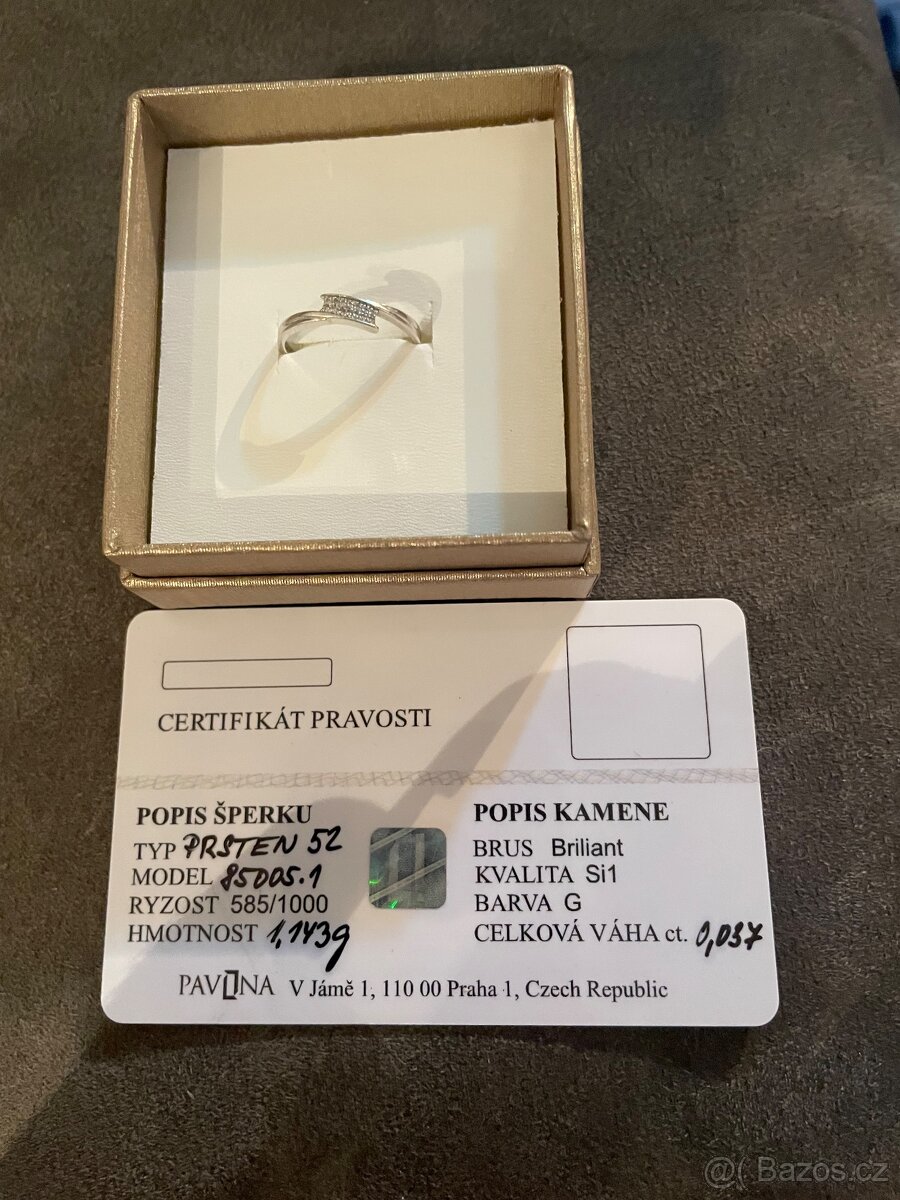 CERTIFIKÁT PRAVOSTI
POPIS ŠPERKU
TYP PRSTEN 52
MODEL 85005.1
RYZOST 585/1000
HMOTNOST 1,143g
POPIS KAMENE
BRUS Briliant
KVALITA Si1
BARVA G
CELKOVÁ VÁHA ct. 0,037
PAVONA V Jámě 1, 110 00 Praha 1, Czech Republic
@( Bazos.cz